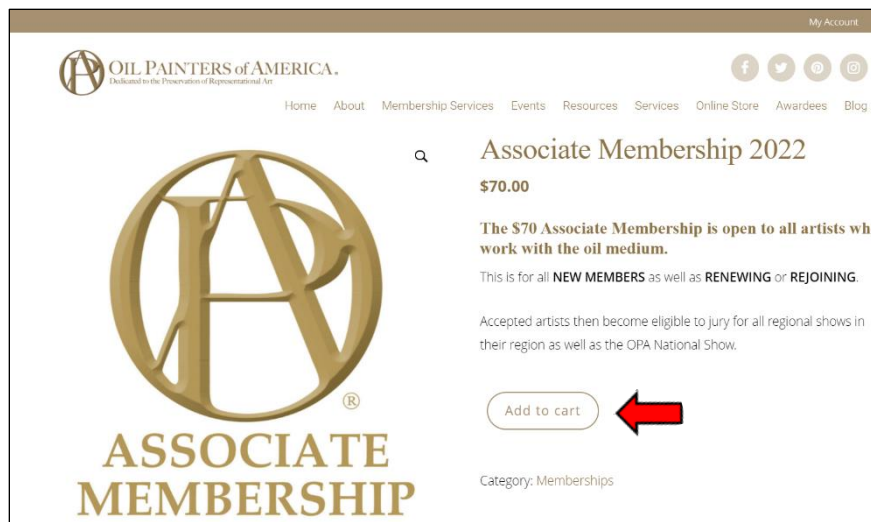 My Account
OIL PAINTERS of AMERICA.
Dedicated to the Preservation of Representational Art
Home About Membership Services Events Resources Services Online Store Awardees Blog
Associate Membership 2022
$70.00
The $70 Associate Membership is open to all artists wh
work with the oil medium.
This is for all NEW MEMBERS as well as RENEWING or REJOINING.
Accepted artists then become eligible to jury for all regional shows in
their region as well as the OPA National Show.
Add to cart
Category: Memberships
OPA
®
ASSOCIATE
MEMBERSHIP